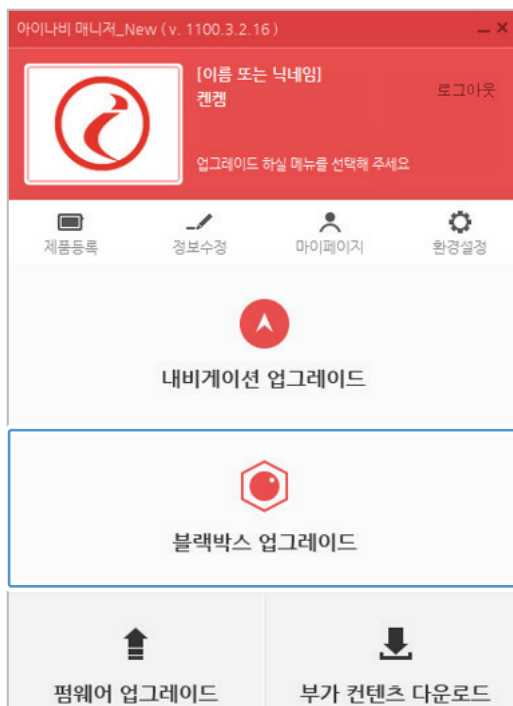 아이나비 매니저_New ( v. 1100.3.2.16 )
[이름 또는 닉네임]
켄켐
로그아웃
업그레이드 하실 메뉴를 선택해 주세요
제품등록 정보수정 마이페이지 환경설정
내비게이션 업그레이드
블랙박스 업그레이드
펌웨어 업그레이드 부가 컨텐츠 다운로드